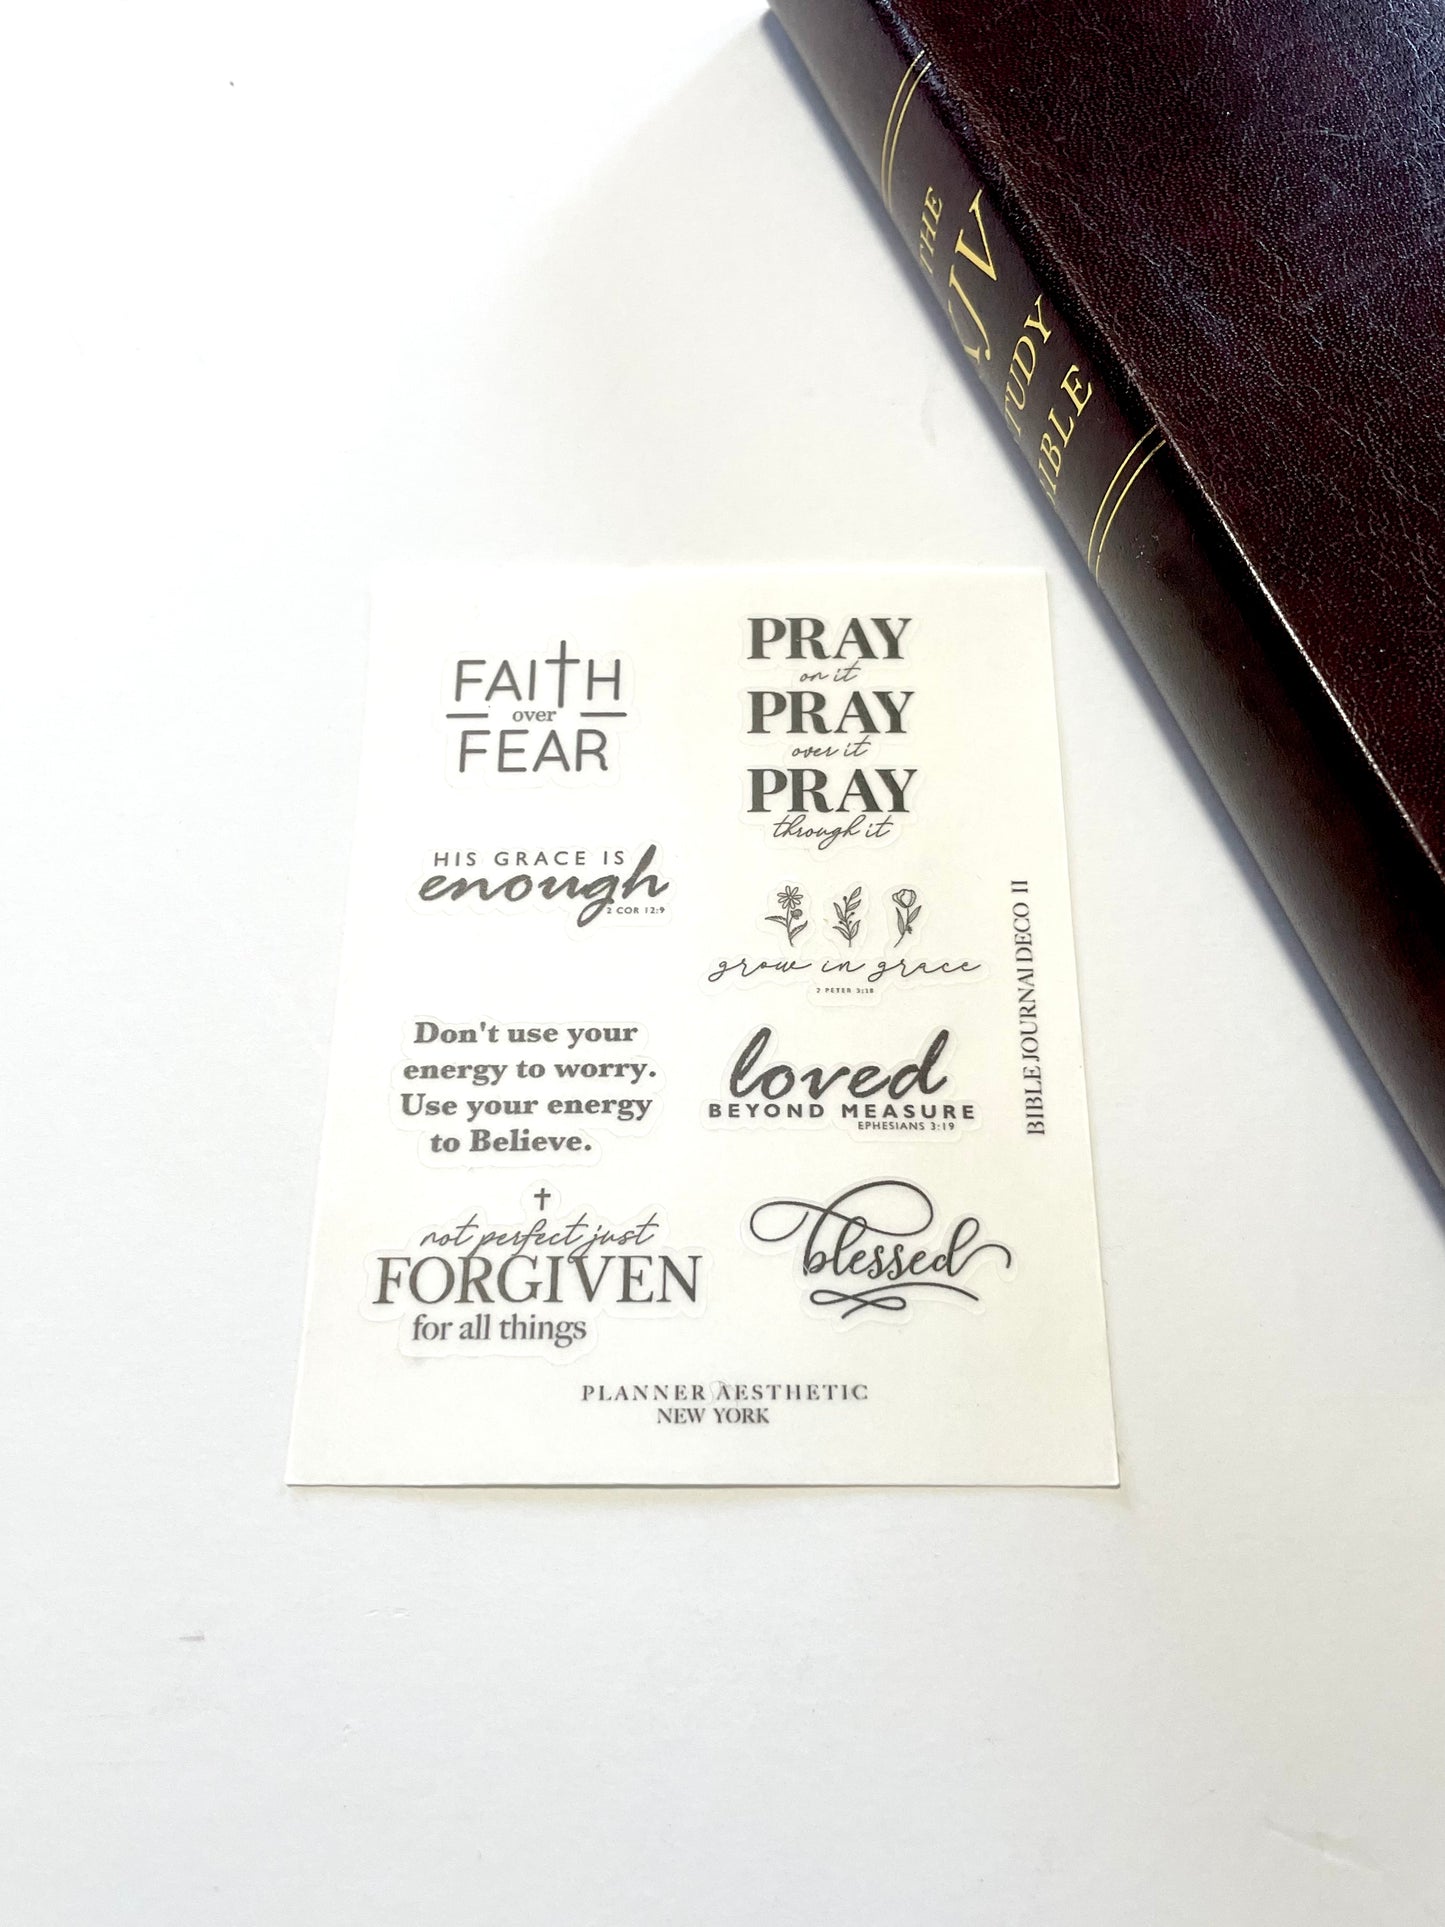 THE
KJV
STUDY
BIBLE
FAITH
over
FEAR
PRAY
on it
PRAY
over it
PRAY
through it
HIS GRACE IS
enough
2 COR 12:9
grow in grace
2 PETER 3:18
Don't use your
energy to worry.
Use your energy
to Believe.
loved
BEYOND MEASURE
EPHESIANS 3:19
not perfect just
FORGIVEN
for all things
blessed
BIBLE JOURNAl DECO II
PLANNER AESTHETIC
NEW YORK